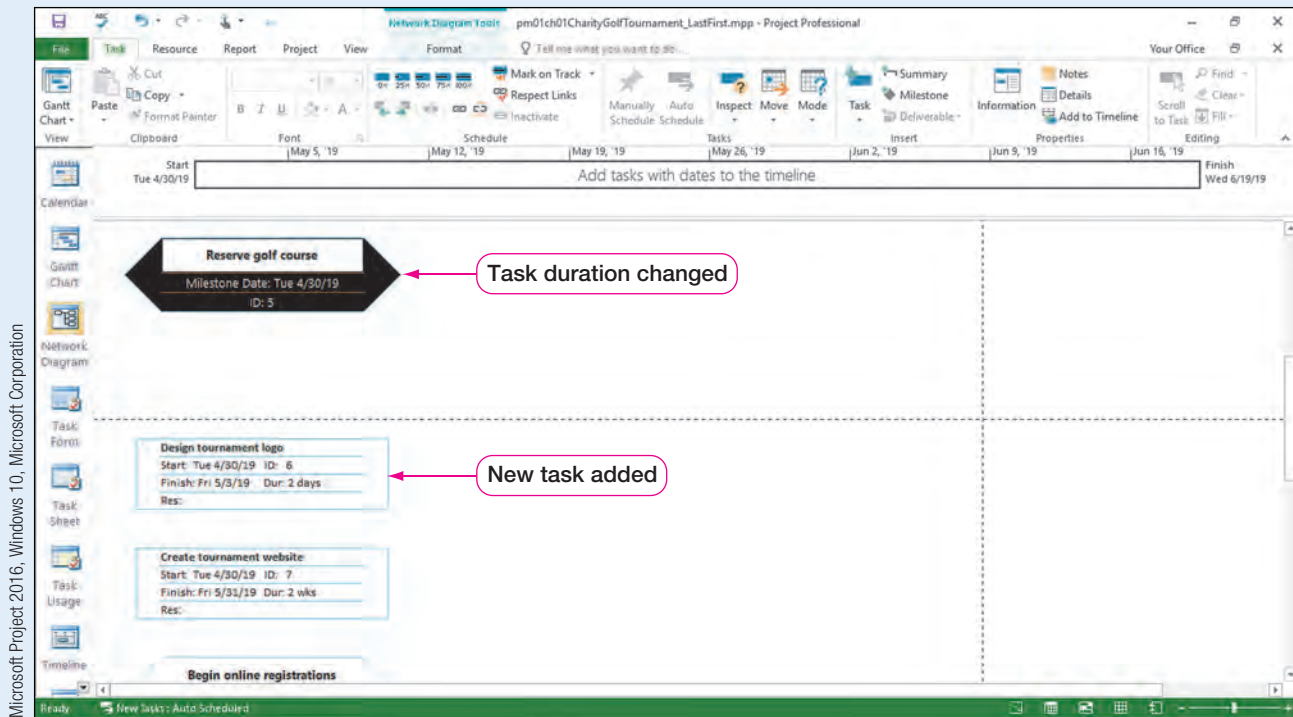 Network Diagram Tools
pm01ch01CharityGolfTournament_LastFirst.mpp - Project Professional
File Task Resource Report Project View Format Tell me what you want to do... Your Office
Gantt Chart
View
Paste
Cut
Copy
Format Painter
Clipboard
B I U A
Font
0% 25% 50% 75% 100%
Mark on Track
Respect Links
Inactivate
Schedule
Manually Schedule
Auto Schedule
Inspect
Move
Mode
Tasks
Task
Summary
Milestone
Deliverable
Insert
Information
Notes
Details
Add to Timeline
Properties
Scroll to Task
Find
Clear
Fill
Editing
May 5, '19 May 12, '19 May 19, '19 May 26, '19 Jun 2, '19 Jun 9, '19 Jun 16, '19
Start
Tue 4/30/19
Add tasks with dates to the timeline
Finish
Wed 6/19/19
Calendar
Gantt
Chart
Network
Diagram
Task
Form
Task
Sheet
Task
Usage
Timeline
Reserve golf course
Milestone Date: Tue 4/30/19
ID: 5
Task duration changed
Design tournament logo
Start: Tue 4/30/19 ID: 6
Finish: Fri 5/3/19 Dur: 2 days
Res:
New task added
Create tournament website
Start: Tue 4/30/19 ID: 7
Finish: Fri 5/31/19 Dur: 2 wks
Res:
Begin online registrations
Ready New Tasks : Auto Scheduled
Microsoft Project 2016, Windows 10, Microsoft Corporation